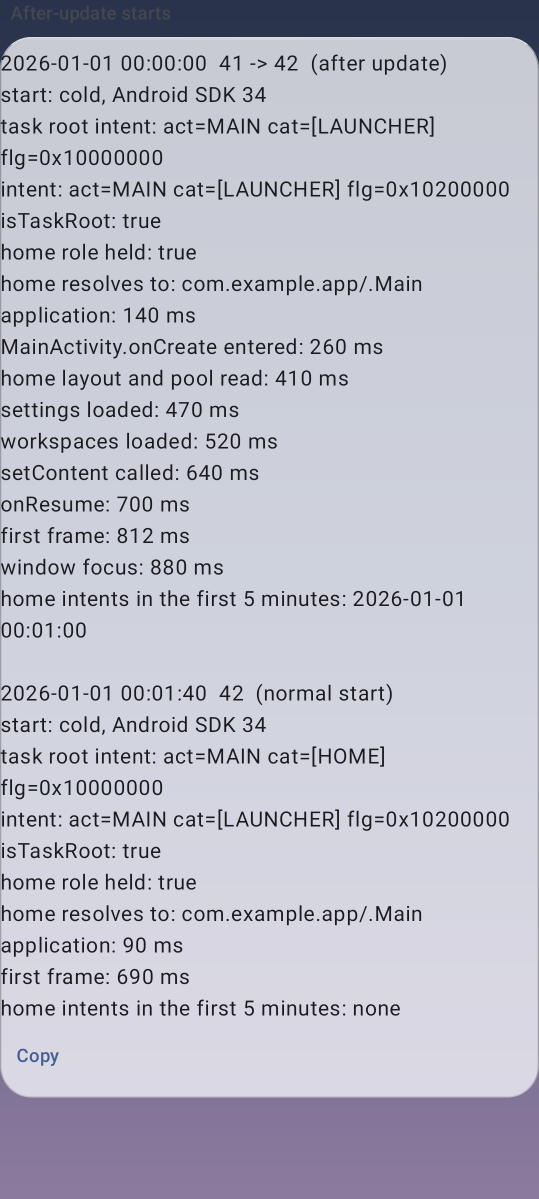 After-update starts
2026-01-01 00:00:00  41 -> 42  (after update)
start: cold, Android SDK 34
task root intent: act=MAIN cat=[LAUNCHER]
flg=0x10000000
intent: act=MAIN cat=[LAUNCHER] flg=0x10200000
isTaskRoot: true
home role held: true
home resolves to: com.example.app/.Main
application: 140 ms
MainActivity.onCreate entered: 260 ms
home layout and pool read: 410 ms
settings loaded: 470 ms
workspaces loaded: 520 ms
setContent called: 640 ms
onResume: 700 ms
first frame: 812 ms
window focus: 880 ms
home intents in the first 5 minutes: 2026-01-01
00:01:00

2026-01-01 00:01:40  42  (normal start)
start: cold, Android SDK 34
task root intent: act=MAIN cat=[HOME]
flg=0x10000000
intent: act=MAIN cat=[LAUNCHER] flg=0x10200000
isTaskRoot: true
home role held: true
home resolves to: com.example.app/.Main
application: 90 ms
first frame: 690 ms
home intents in the first 5 minutes: none
Copy